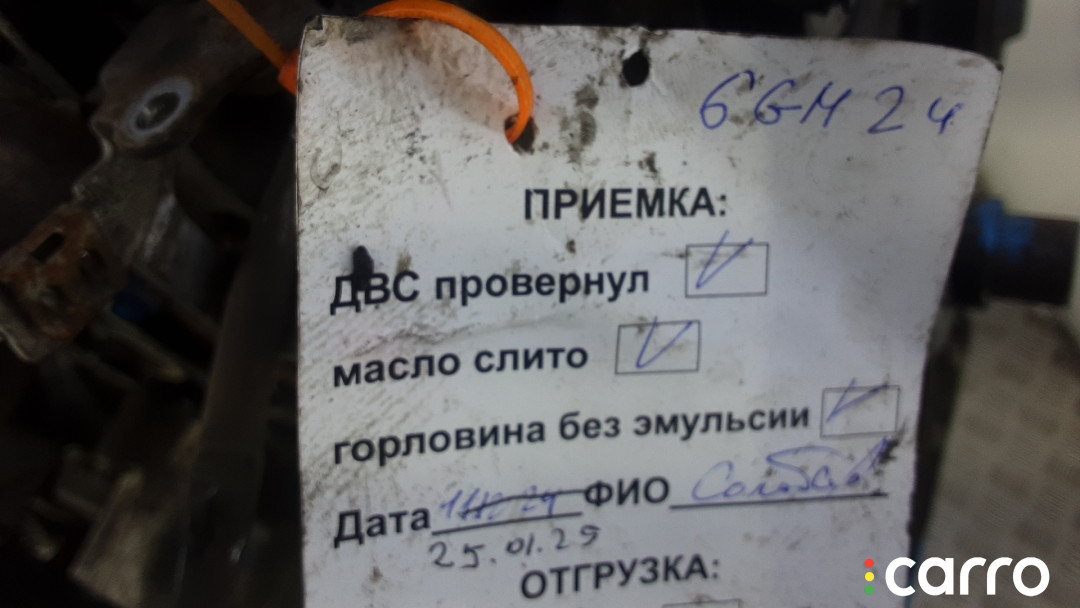 6GH24
ПРИЕМКА:
ДВС провернул V
масло слито V
горловина без эмульсии V
Дата ФИО
25.01.29
ОТГРУЗКА:
carro